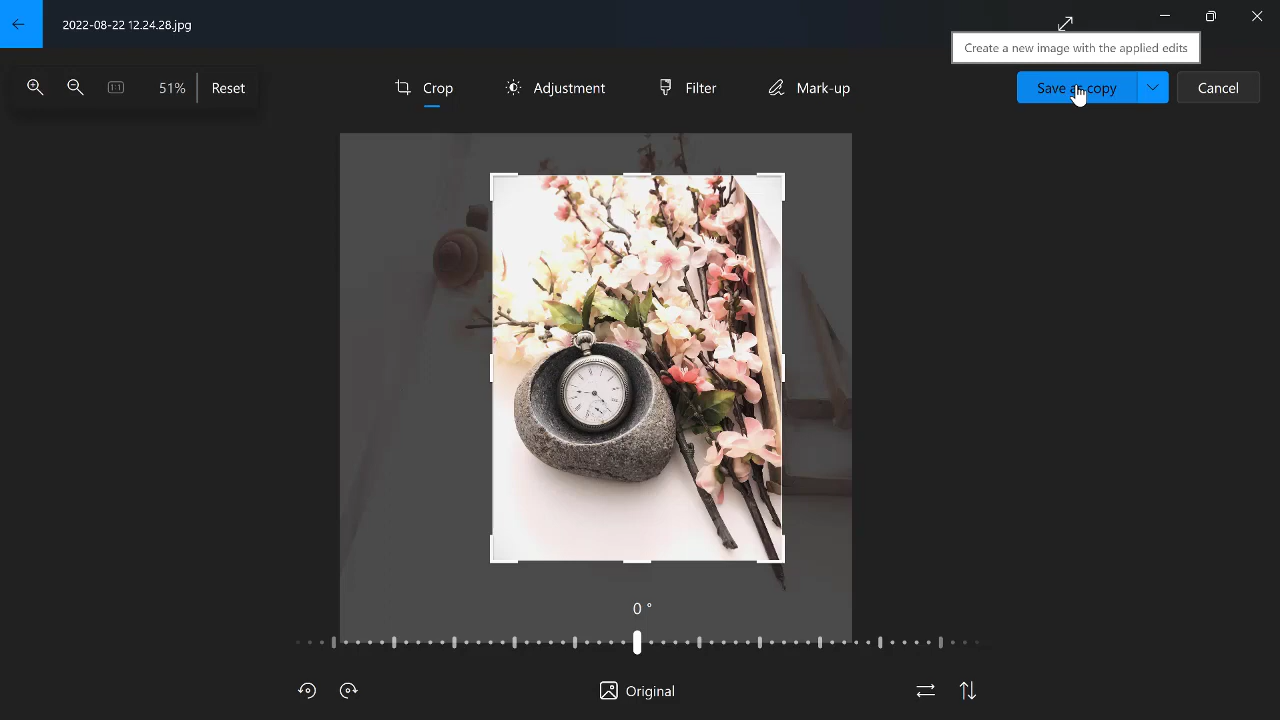 2022-08-22 12.24.28.jpg
Create a new image with the applied edits
51% Reset Crop Adjustment Filter Mark-up Save as copy Cancel
0 °
Original